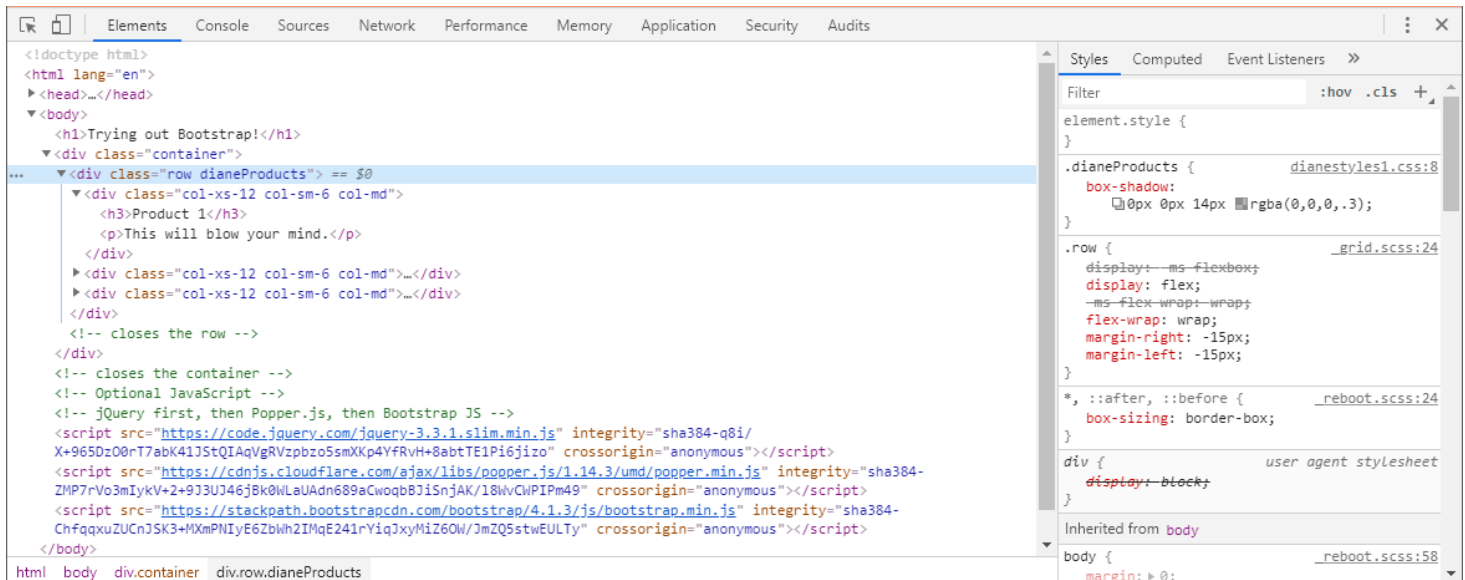 Elements Console Sources Network Performance Memory Application Security Audits
<!doctype html>
<html lang="en">
<head>…</head>
<body>
<h1>Trying out Bootstrap!</h1>
<div class="container">
… <div class="row dianeProducts"> == $0
<div class="col-xs-12 col-sm-6 col-md">
<h3>Product 1</h3>
<p>This will blow your mind.</p>
</div>
<div class="col-xs-12 col-sm-6 col-md">…</div>
<div class="col-xs-12 col-sm-6 col-md">…</div>
</div>
<!-- closes the row -->
</div>
<!-- closes the container -->
<!-- Optional JavaScript -->
<!-- jQuery first, then Popper.js, then Bootstrap JS -->
<script src="https://code.jquery.com/jquery-3.3.1.slim.min.js" integrity="sha384-q8i/
X+965DzO0rT7abK41JStQIAqVgRVzpbzo5smXKp4YfRvH+8abtTE1Pi6jizo" crossorigin="anonymous"></script>
<script src="https://cdnjs.cloudflare.com/ajax/libs/popper.js/1.14.3/umd/popper.min.js" integrity="sha384-
ZMP7rVo3mIykV+2+9J3UJ46jBk0WLaUAdn689aCwoqbBJiSnjAK/l8WvCWPIPm49" crossorigin="anonymous"></script>
<script src="https://stackpath.bootstrapcdn.com/bootstrap/4.1.3/js/bootstrap.min.js" integrity="sha384-
ChfqqxuZUCnJSK3+MXmPNIyE6ZbWh2IMqE241rYiqJxyMiZ6OW/JmZQ5stwEULTy" crossorigin="anonymous"></script>
</body>
html body div.container div.row.dianeProducts
Styles Computed Event Listeners »
Filter :hov .cls +
element.style {
}
.dianeProducts { dianestyles1.css:8
box-shadow:
0px 0px 14px rgba(0,0,0,.3);
}
.row { _grid.scss:24
display: -ms-flexbox;
display: flex;
-ms-flex-wrap: wrap;
flex-wrap: wrap;
margin-right: -15px;
margin-left: -15px;
}
*, ::after, ::before { _reboot.scss:24
box-sizing: border-box;
}
div { user agent stylesheet
display: block;
}
Inherited from body
body { _reboot.scss:58
margin: 0;